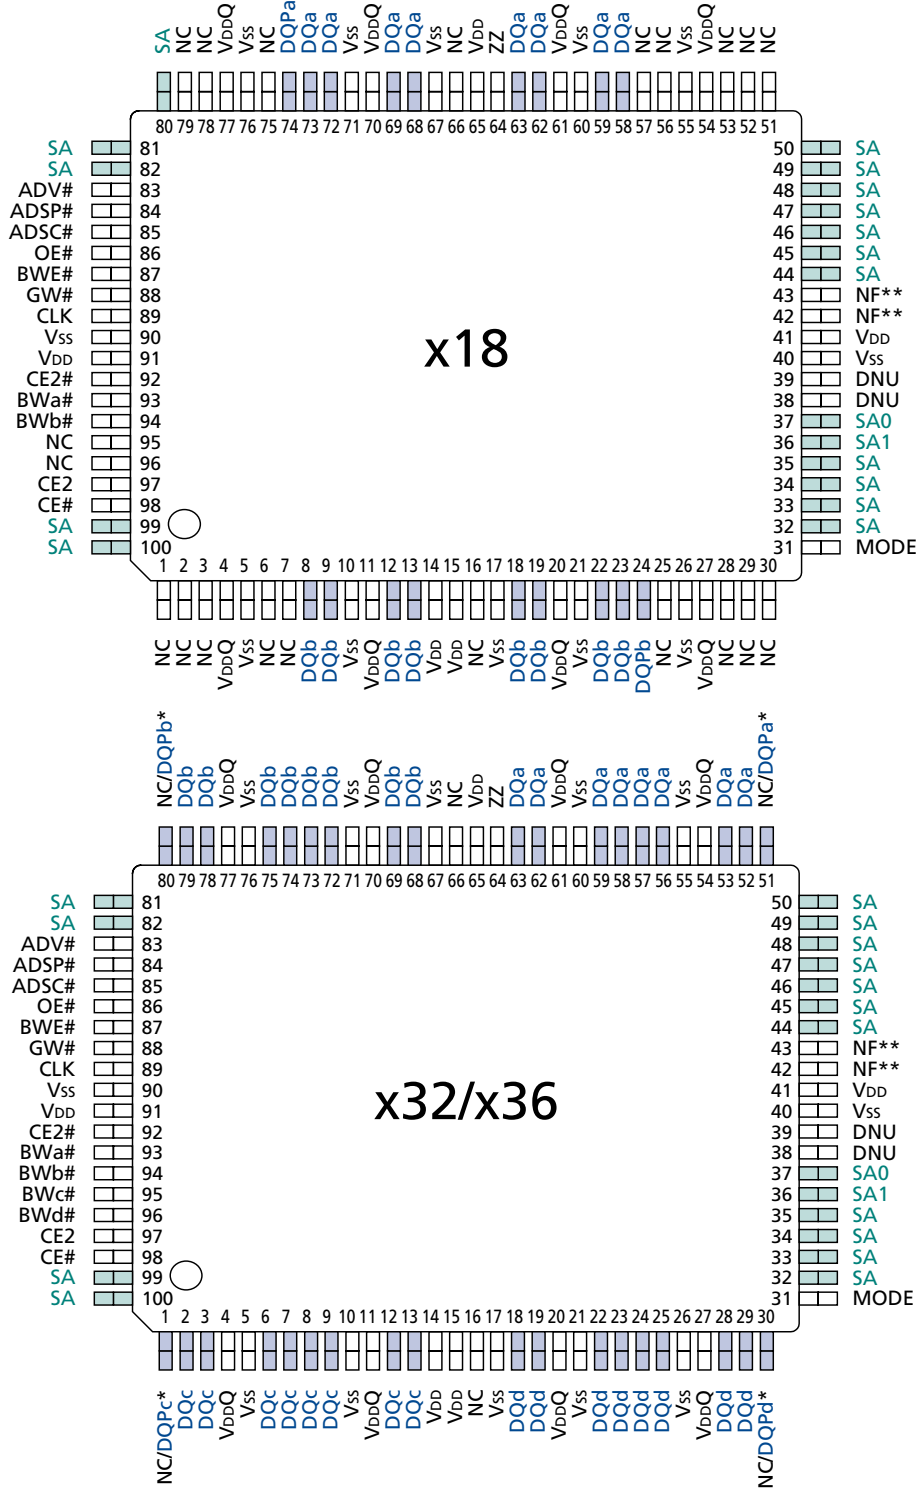 SA NC NC VDDQ VSS NC DQPa DQa DQa VSS VDDQ DQa DQa VSS NC VDD ZZ DQa DQa VDDQ VSS DQa DQa NC NC VSS VDDQ NC NC NC
80 79 78 77 76 75 74 73 72 71 70 69 68 67 66 65 64 63 62 61 60 59 58 57 56 55 54 53 52 51
SA 81 50 SA
SA 82 49 SA
ADV# 83 48 SA
ADSP# 84 47 SA
ADSC# 85 46 SA
OE# 86 45 SA
BWE# 87 44 SA
GW# 88 43 NF**
CLK 89 42 NF**
VSS 90 41 VDD
x18
VDD 91 40 VSS
CE2# 92 39 DNU
BWa# 93 38 DNU
BWb# 94 37 SA0
NC 95 36 SA1
NC 96 35 SA
CE2 97 34 SA
CE# 98 33 SA
SA 99 32 SA
SA 100 31 MODE
1 2 3 4 5 6 7 8 9 10 11 12 13 14 15 16 17 18 19 20 21 22 23 24 25 26 27 28 29 30
NC NC NC VDDQ VSS NC NC DQb DQb VSS VDDQ DQb DQb VDD VDD NC VSS DQb DQb VDDQ VSS DQb DQb DQPb NC VSS VDDQ NC NC NC
NC/DQPb* DQb DQb VDDQ VSS DQb DQb DQb DQb VSS VDDQ DQb DQb VSS NC VDD ZZ DQa DQa VDDQ VSS DQa DQa DQa DQa VSS VDDQ DQa DQa NC/DQPa*
80 79 78 77 76 75 74 73 72 71 70 69 68 67 66 65 64 63 62 61 60 59 58 57 56 55 54 53 52 51
SA 81 50 SA
SA 82 49 SA
ADV# 83 48 SA
ADSP# 84 47 SA
ADSC# 85 46 SA
OE# 86 45 SA
BWE# 87 44 SA
GW# 88 43 NF**
CLK 89 42 NF**
VSS 90 41 VDD
x32/x36
VDD 91 40 VSS
CE2# 92 39 DNU
BWa# 93 38 DNU
BWb# 94 37 SA0
BWc# 95 36 SA1
BWd# 96 35 SA
CE2 97 34 SA
CE# 98 33 SA
SA 99 32 SA
SA 100 31 MODE
1 2 3 4 5 6 7 8 9 10 11 12 13 14 15 16 17 18 19 20 21 22 23 24 25 26 27 28 29 30
NC/DQPc* DQc DQc VDDQ VSS DQc DQc DQc DQc VSS VDDQ DQc DQc VDD VDD NC VSS DQd DQd VDDQ VSS DQd DQd DQd DQd VSS VDDQ DQd DQd NC/DQPd*